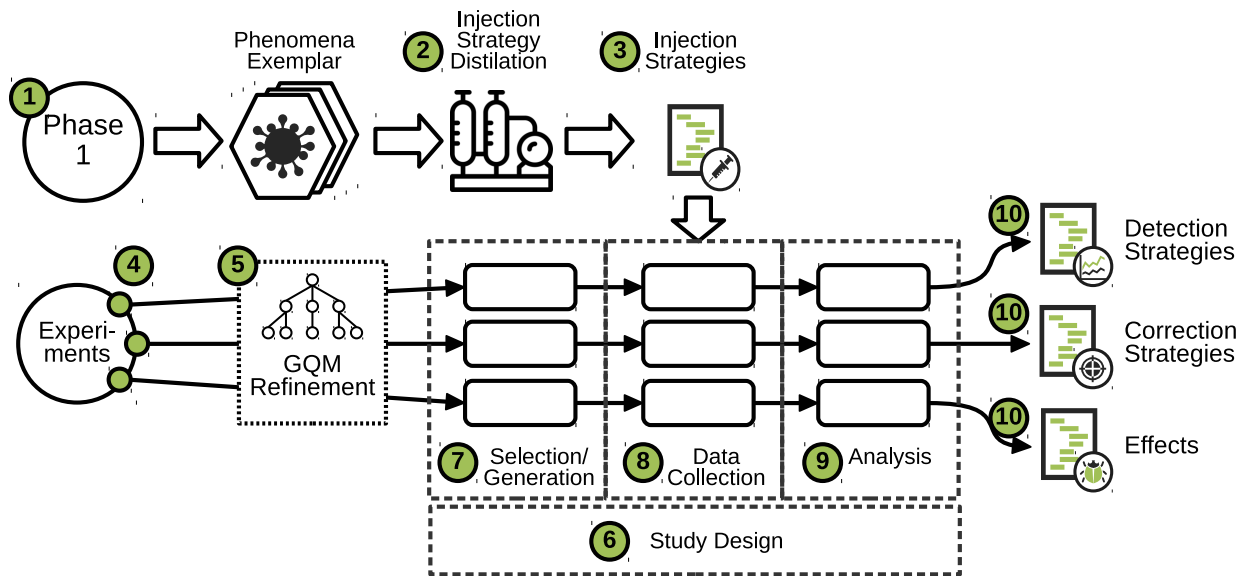 1
Phase
1
Phenomena
Exemplar
2
Injection
Strategy
Distilation
3
Injection
Strategies
4
Experi-
ments
5
GQM
Refinement
7
Selection/
Generation
8
Data
Collection
9
Analysis
6
Study Design
10
Detection
Strategies
10
Correction
Strategies
10
Effects